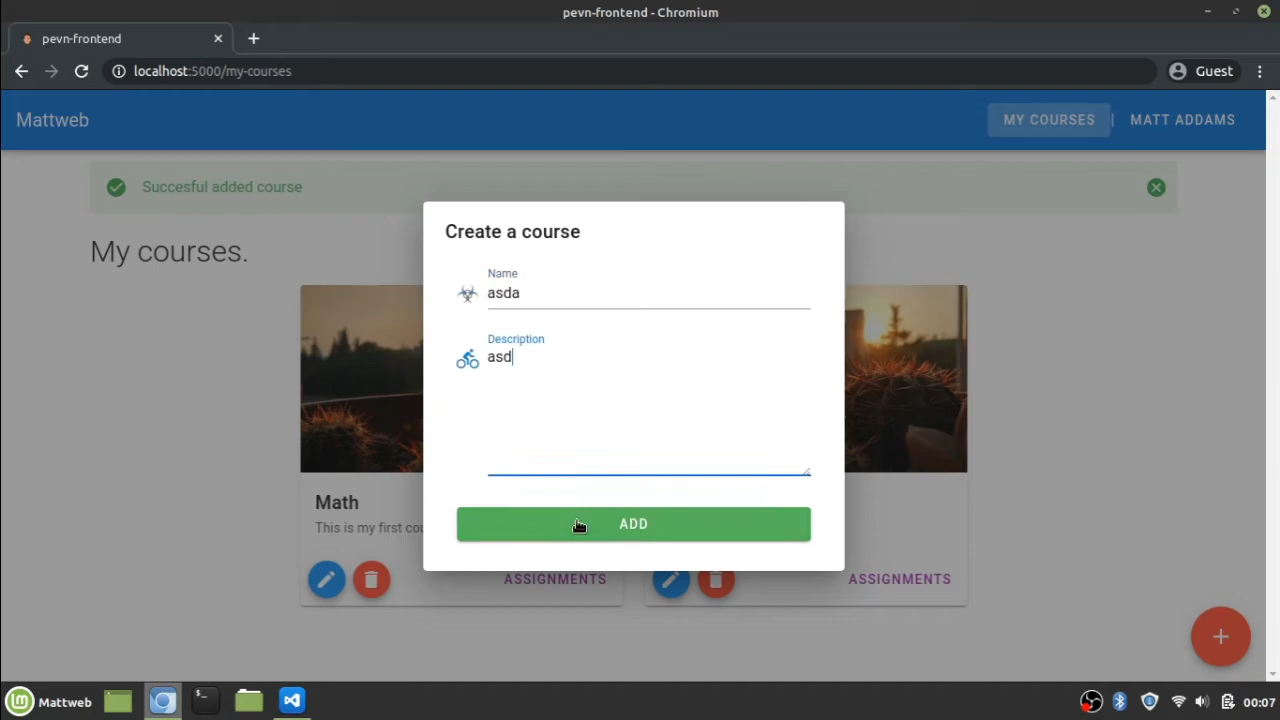 pevn-frontend - Chromium
pevn-frontend
localhost:5000/my-courses
Guest
Mattweb
MY COURSES | MATT ADDAMS
Succesful added course
My courses.
Create a course
Name
asda
Description
asd
ADD
Math
This is my first cou
ASSIGNMENTS
ASSIGNMENTS
Mattweb
00:07